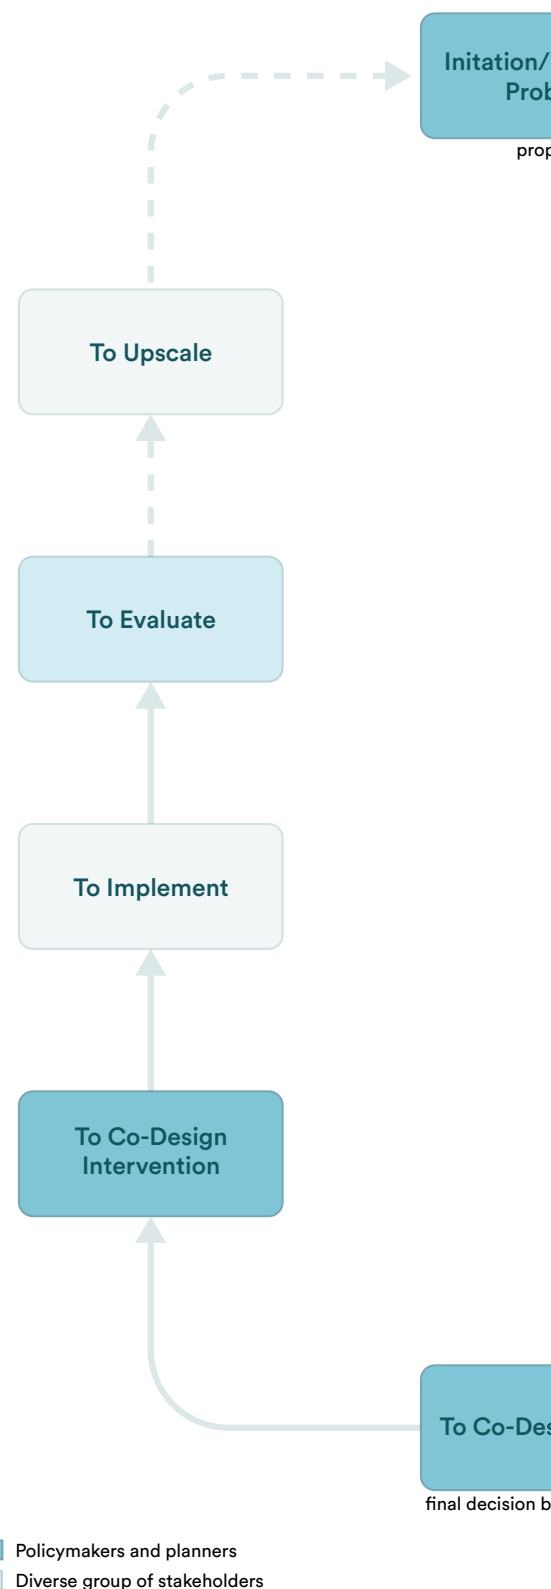 Initation/
Prob
prop
To Upscale
To Evaluate
To Implement
To Co-Design
Intervention
To Co-Des
final decision b
Policymakers and planners
Diverse group of stakeholders